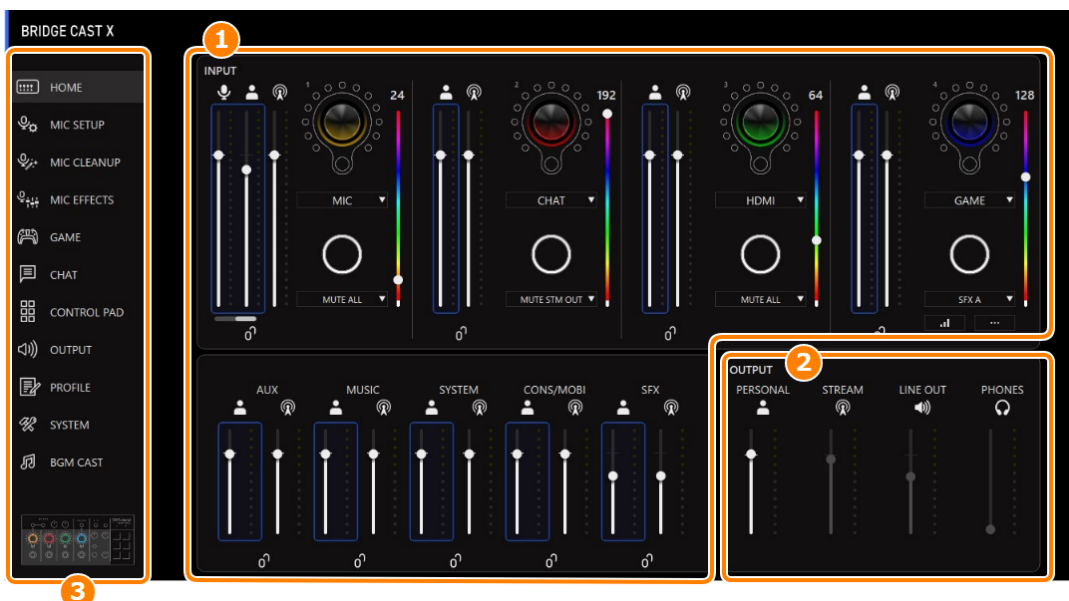 BRIDGE CAST X
1
HOME
MIC SETUP
MIC CLEANUP
MIC EFFECTS
GAME
CHAT
CONTROL PAD
OUTPUT
PROFILE
SYSTEM
BGM CAST
3
INPUT
1
24
MIC
MUTE ALL
2
192
CHAT
MUTE STM OUT
3
64
HDMI
MUTE ALL
4
128
GAME
SFX A
...
AUX
MUSIC
SYSTEM
CONS/MOBI
SFX
2
OUTPUT
PERSONAL
STREAM
LINE OUT
PHONES